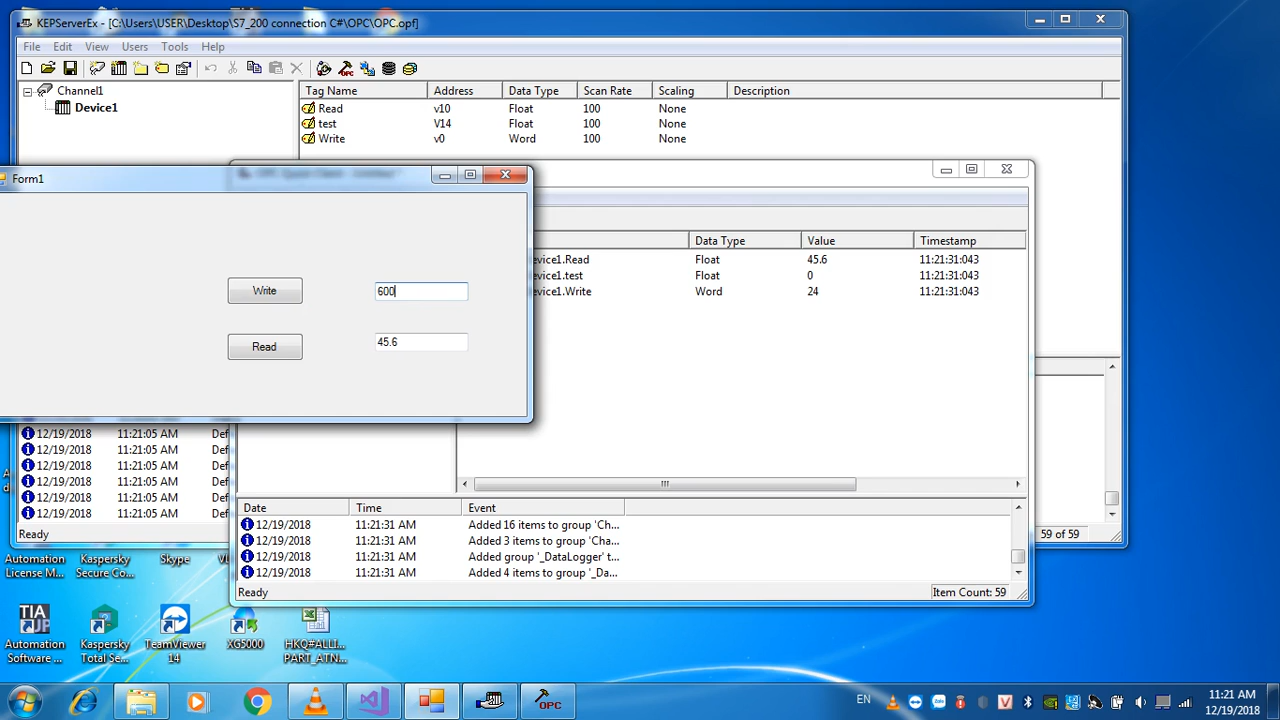 KEPServerEx - [C:\Users\USER\Desktop\S7_200 connection C#\OPC\OPC.opf]
File Edit View Users Tools Help
Channel1
Device1
Tag Name Address Data Type Scan Rate Scaling Description
Read v10 Float 100 None
test V14 Float 100 None
Write v0 Word 100 None
Form1
Write 600
Read 45.6
Data Type Value Timestamp
evice1.Read Float 45.6 11:21:31:043
evice1.test Float 0 11:21:31:043
evice1.Write Word 24 11:21:31:043
12/19/2018 11:21:05 AM Def
12/19/2018 11:21:05 AM Def
12/19/2018 11:21:05 AM Def
12/19/2018 11:21:05 AM Def
12/19/2018 11:21:05 AM Def
12/19/2018 11:21:05 AM Def
Ready
59 of 59
Date Time Event
12/19/2018 11:21:31 AM Added 16 items to group 'Ch...
12/19/2018 11:21:31 AM Added 3 items to group 'Cha...
12/19/2018 11:21:31 AM Added group '_DataLogger' t...
12/19/2018 11:21:31 AM Added 4 items to group '_Da...
Ready Item Count: 59
Automation License M...
Kaspersky Secure Co...
Skype
TIA
Automation Software ...
Kaspersky Total Se...
TeamViewer 14
XG5000
HKQ#ALLI... PART_ATN...
OPC
EN
11:21 AM
12/19/2018